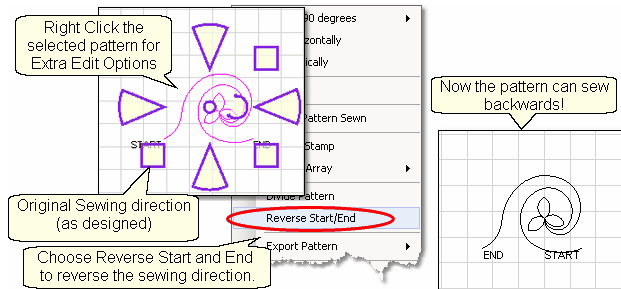 Right Click the
selected pattern for
Extra Edit Options
START
END
Original Sewing direction
(as designed)
Choose Reverse Start and End
to reverse the sewing direction.
90 degrees
Pattern Sewn
Stamp
Array
Divide Pattern
Reverse Start/End
Export Pattern
Now the pattern can sew
backwards!
END
START